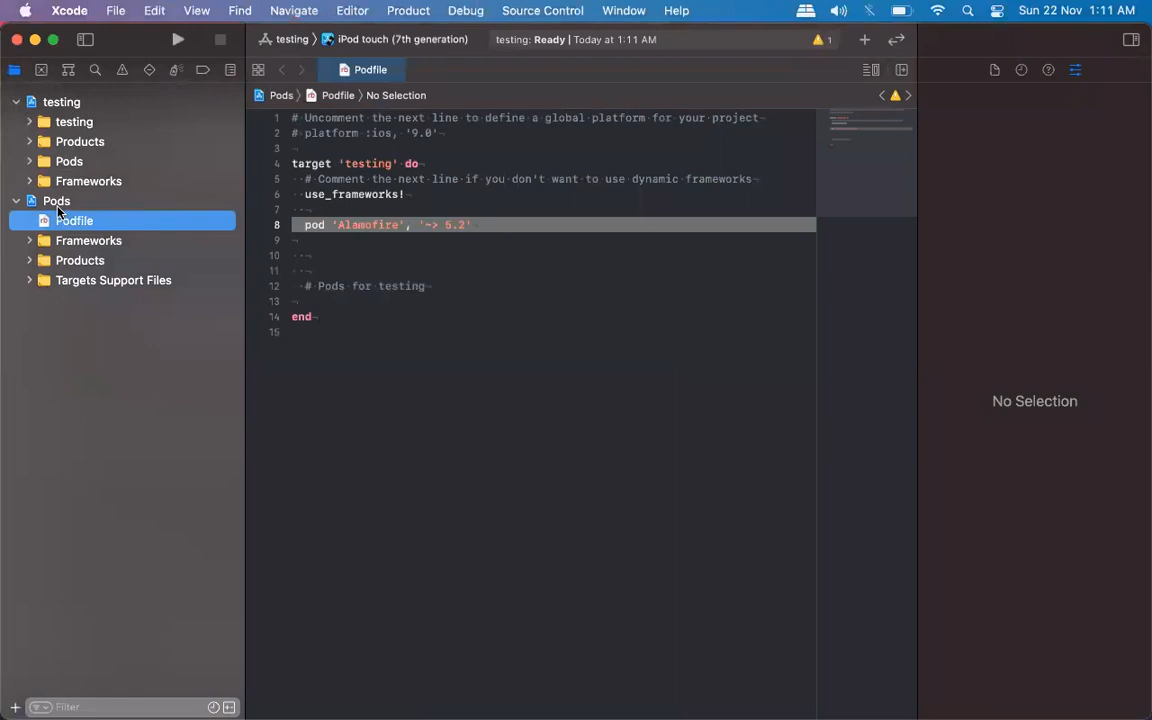 Xcode File Edit View Find Navigate Editor Product Debug Source Control Window Help Sun 22 Nov 1:11 AM
testing iPod touch (7th generation) testing: Ready | Today at 1:11 AM 1
Podfile
Pods Podfile No Selection
testing
testing
Products
Pods
Frameworks
Pods
Podfile
Frameworks
Products
Targets Support Files
Filter
1 # Uncomment the next line to define a global platform for your project
2 # platform :ios, '9.0'
3
4 target 'testing' do
5 # Comment the next line if you don't want to use dynamic frameworks
6 use_frameworks!
7
8 pod 'Alamofire', '~> 5.2'
9
10
11
12 # Pods for testing
13
14 end
15
No Selection